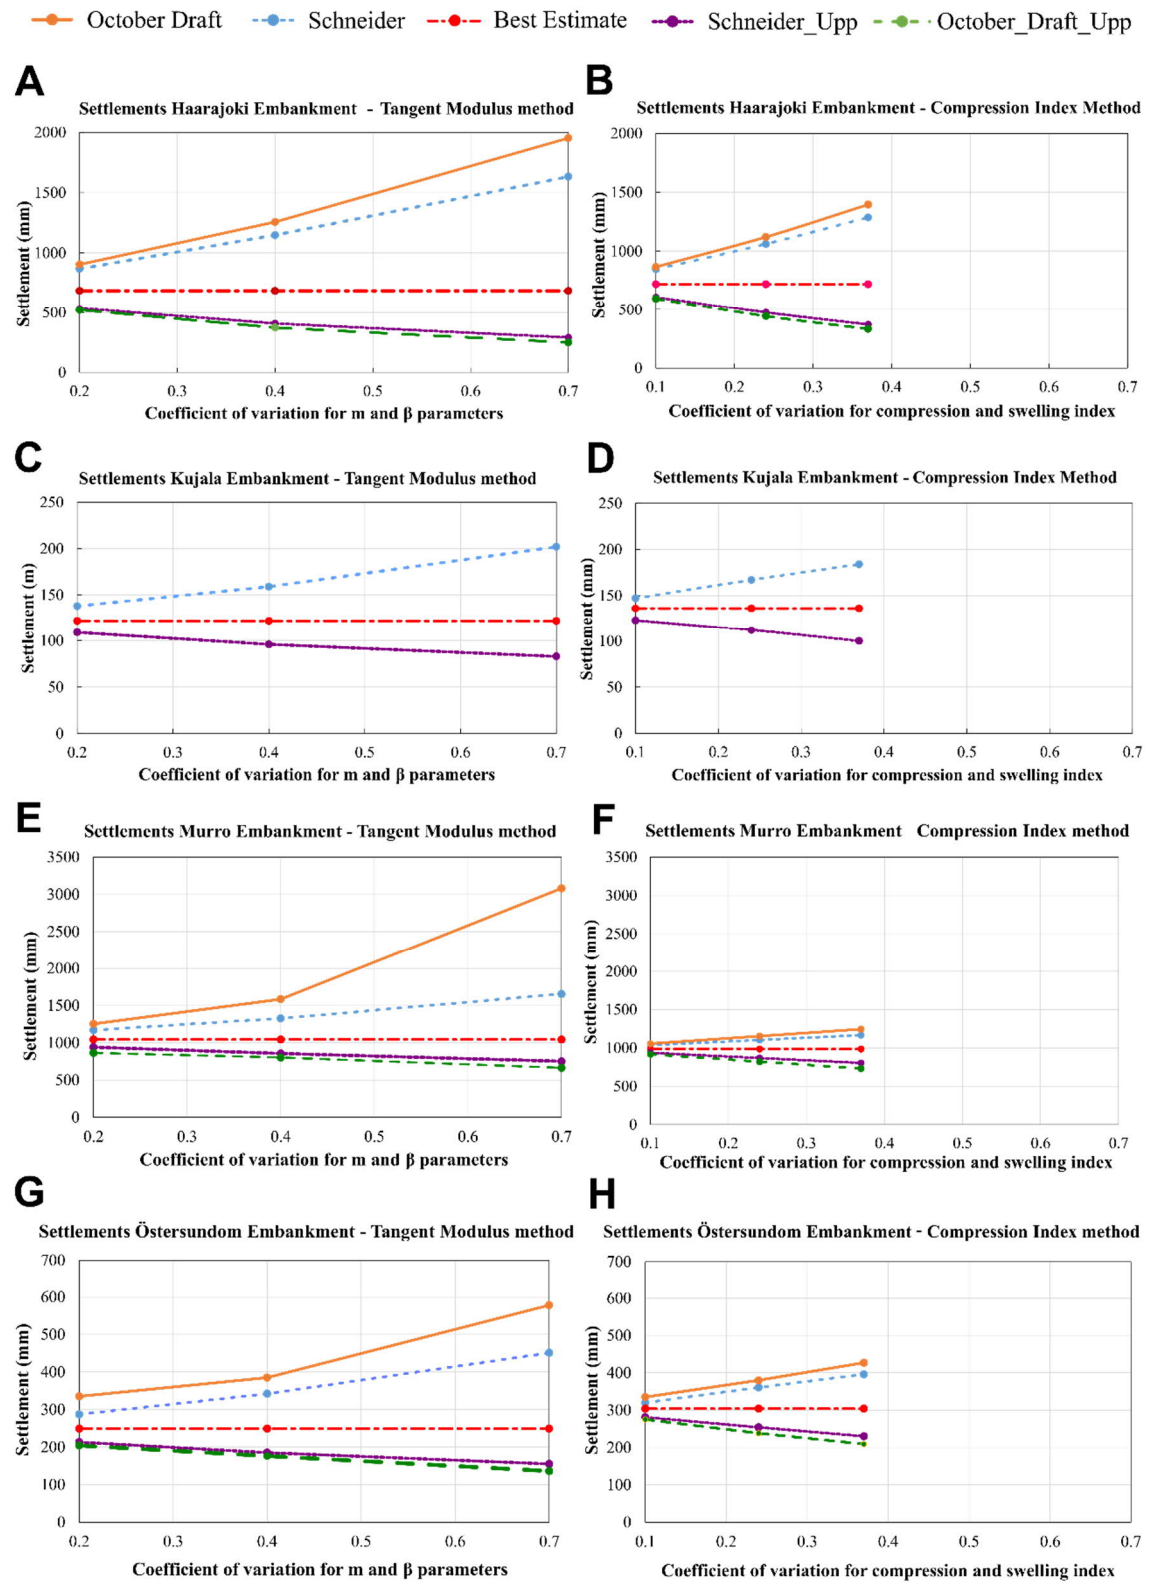 October Draft Schneider Best Estimate Schneider_Upp October_Draft_Upp
A
Settlements Haarajoki Embankment - Tangent Modulus method
2000
1500
1000
500
0
Settlement (mm)
0.2 0.3 0.4 0.5 0.6 0.7
Coefficient of variation for m and β parameters
B
Settlements Haarajoki Embankment - Compression Index Method
2000
1500
1000
500
0
Settlement (mm)
0.1 0.2 0.3 0.4 0.5 0.6 0.7
Coefficient of variation for compression and swelling index
C
Settlements Kujala Embankment - Tangent Modulus method
250
200
150
100
50
0
Settlement (m)
0.2 0.3 0.4 0.5 0.6 0.7
Coefficient of variation for m and β parameters
D
Settlements Kujala Embankment - Compression Index Method
250
200
150
100
50
0
Settlement (mm)
0.1 0.2 0.3 0.4 0.5 0.6 0.7
Coefficient of variation for compression and swelling index
E
Settlements Murro Embankment - Tangent Modulus method
3500
3000
2500
2000
1500
1000
500
0
Settlement (mm)
0.2 0.3 0.4 0.5 0.6 0.7
Coefficient of variation for m and β parameters
F
Settlements Murro Embankment Compression Index method
3500
3000
2500
2000
1500
1000
500
0
Settlement (mm)
0.1 0.2 0.3 0.4 0.5 0.6 0.7
Coefficient of variation for compression and swelling index
G
Settlements Östersundom Embankment - Tangent Modulus method
700
600
500
400
300
200
100
0
Settlement (mm)
0.2 0.3 0.4 0.5 0.6 0.7
Coefficient of variation for m and β parameters
H
Settlements Östersundom Embankment - Compression Index method
700
600
500
400
300
200
100
0
Settlement (mm)
0.1 0.2 0.3 0.4 0.5 0.6 0.7
Coefficient of variation for compression and swelling index